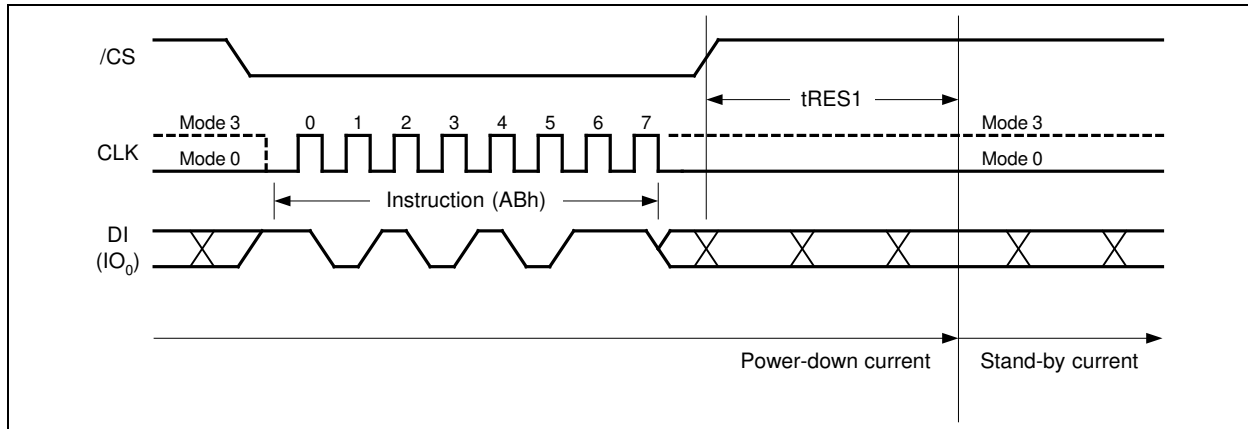 /CS
tRES1
Mode 3 0 1 2 3 4 5 6 7 Mode 3
CLK
Mode 0 Mode 0
Instruction (ABh)
DI
(IO₀)
Power-down current Stand-by current